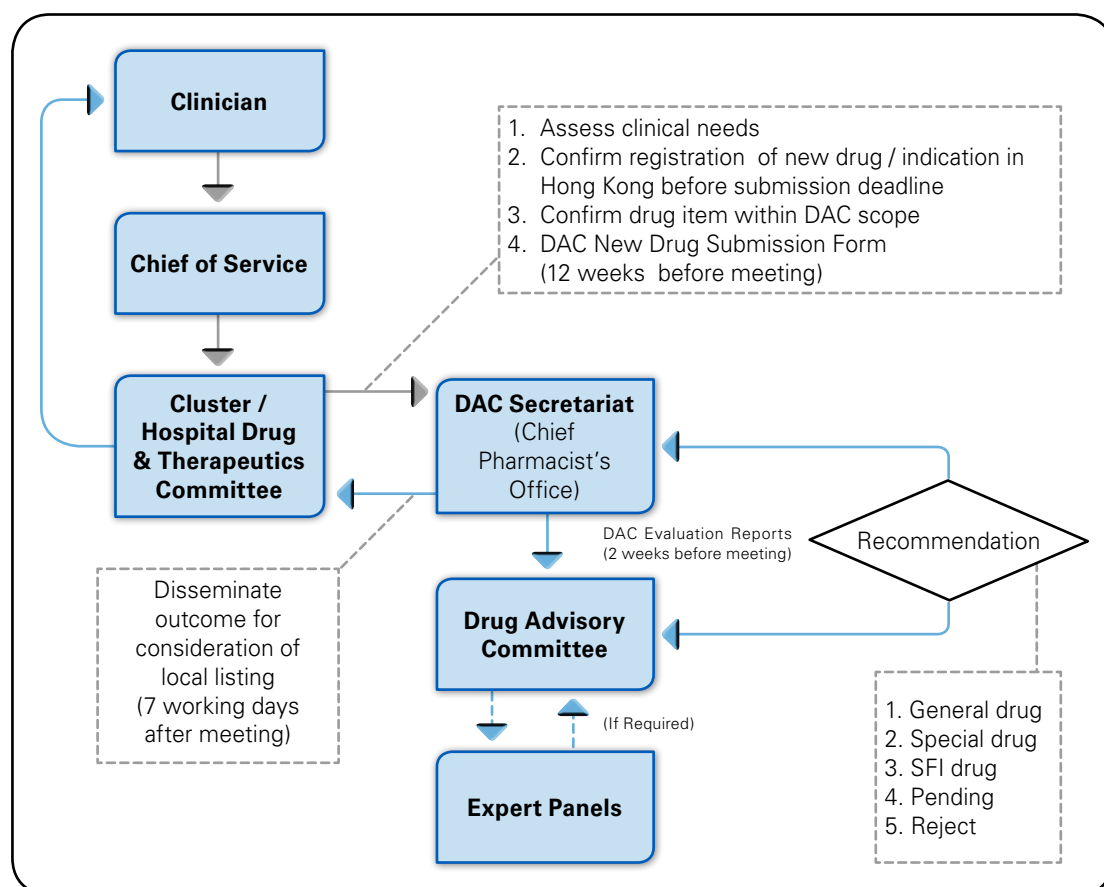 Clinician
Chief of Service
Cluster /
Hospital Drug
& Therapeutics
Committee
1. Assess clinical needs
2. Confirm registration of new drug / indication in
Hong Kong before submission deadline
3. Confirm drug item within DAC scope
4. DAC New Drug Submission Form
(12 weeks before meeting)
DAC Secretariat
(Chief
Pharmacist's
Office)
DAC Evaluation Reports
(2 weeks before meeting)
Recommendation
Disseminate
outcome for
consideration of
local listing
(7 working days
after meeting)
Drug Advisory
Committee
(If Required)
Expert Panels
1. General drug
2. Special drug
3. SFI drug
4. Pending
5. Reject